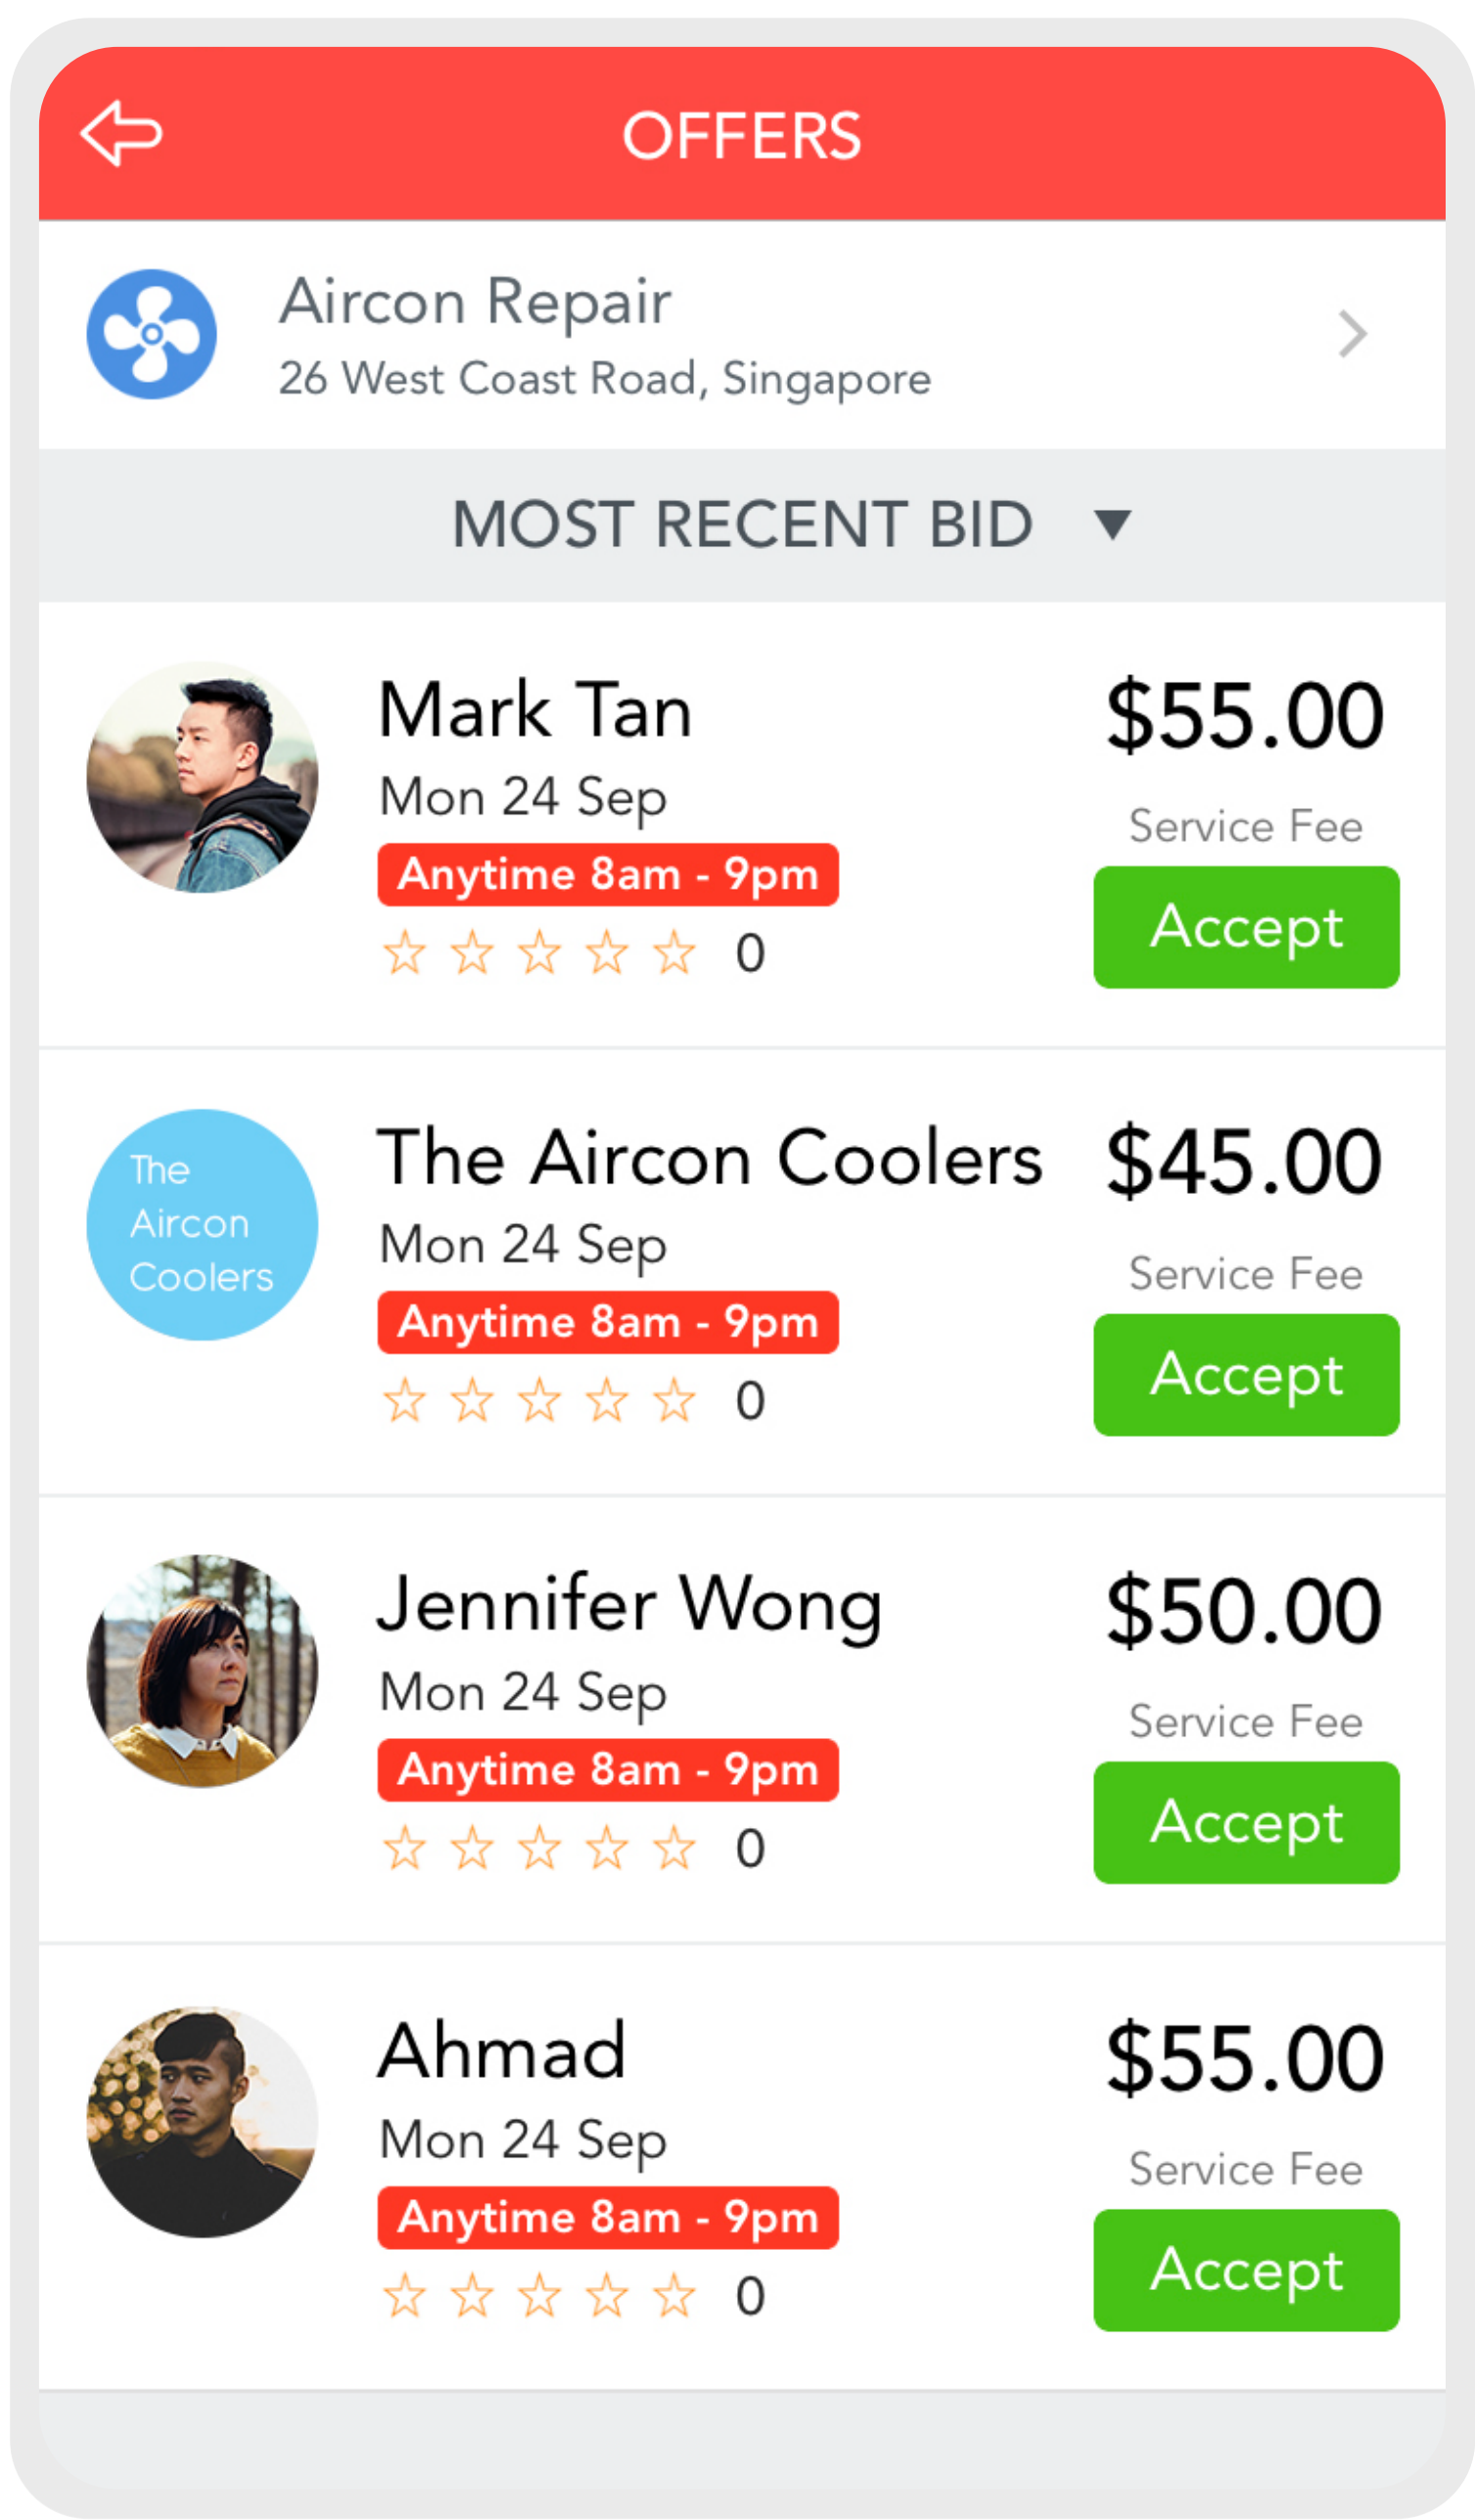 OFFERS
Aircon Repair
26 West Coast Road, Singapore
MOST RECENT BID
Mark Tan
$55.00
Mon 24 Sep
Service Fee
Anytime 8am - 9pm
Accept
0
The Aircon Coolers
$45.00
The
Aircon
Coolers
Mon 24 Sep
Service Fee
Anytime 8am - 9pm
Accept
0
Jennifer Wong
$50.00
Mon 24 Sep
Service Fee
Anytime 8am - 9pm
Accept
0
Ahmad
$55.00
Mon 24 Sep
Service Fee
Anytime 8am - 9pm
Accept
0